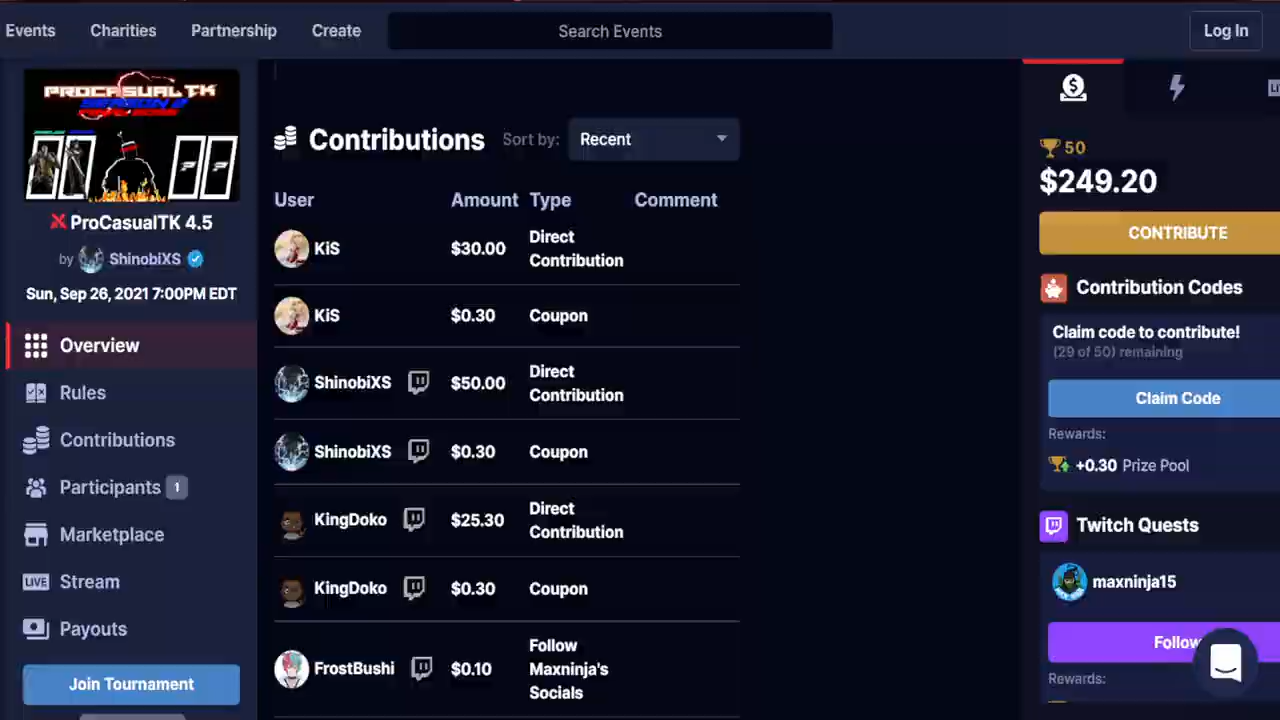 Events Charities Partnership Create Search Events Log In
PROCASUALTK
SEASON 2
ProCasualTK 4.5
by ShinobiXS
Sun, Sep 26, 2021 7:00PM EDT
Overview
Rules
Contributions
Participants 1
Marketplace
LIVE Stream
Payouts
Join Tournament
Contributions Sort by: Recent
User Amount Type Comment
KiS $30.00 Direct
Contribution
KiS $0.30 Coupon
ShinobiXS $50.00 Direct
Contribution
ShinobiXS $0.30 Coupon
KingDoko $25.30 Direct
Contribution
KingDoko $0.30 Coupon
FrostBushi $0.10 Follow
Maxninja's
Socials
50
$249.20
CONTRIBUTE
Contribution Codes
Claim code to contribute!
(29 of 50) remaining
Claim Code
Rewards:
+0.30 Prize Pool
Twitch Quests
maxninja15
Follow
Rewards: